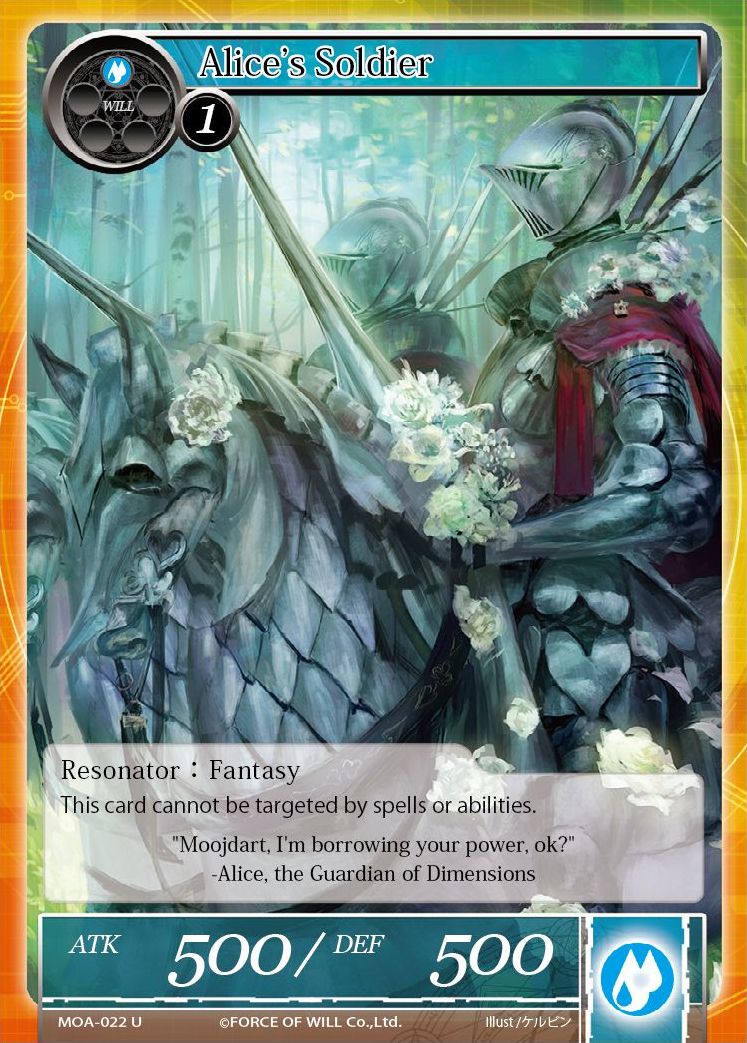 Alice's Soldier
WILL
1
Resonator : Fantasy
This card cannot be targeted by spells or abilities.
"Moojdart, I'm borrowing your power, ok?"
-Alice, the Guardian of Dimensions
ATK 500/ DEF 500
MOA-022 U ©FORCE OF WILL Co.,Ltd. Illust/ケルビン